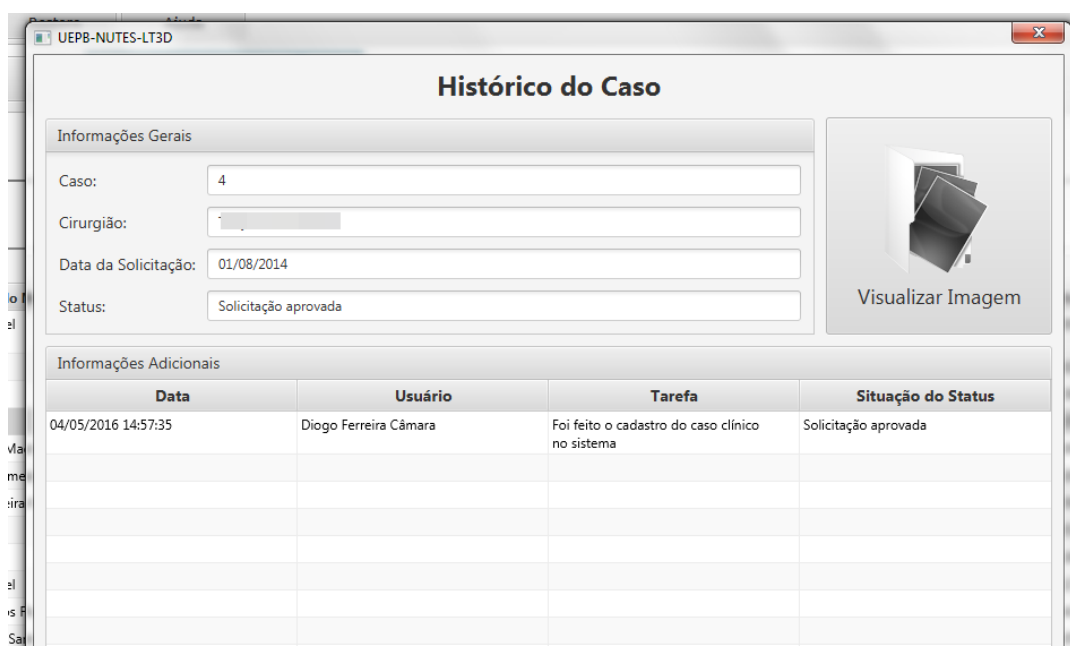 UEPB-NUTES-LT3D
Histórico do Caso
Informações Gerais
Caso: 4
Cirurgião:
Data da Solicitação: 01/08/2014
Status: Solicitação aprovada
Visualizar Imagem
Informações Adicionais
Data Usuário Tarefa Situação do Status
04/05/2016 14:57:35 Diogo Ferreira Câmara Foi feito o cadastro do caso clínico Solicitação aprovada
no sistema